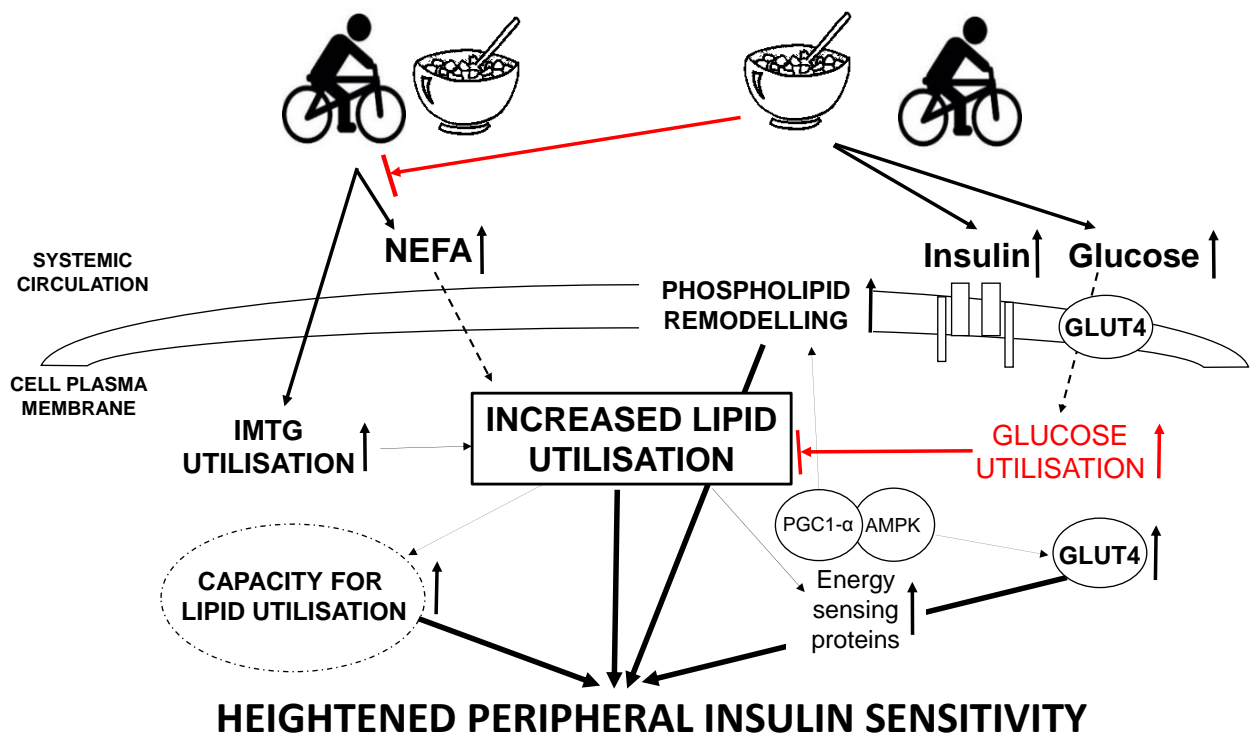 NEFA
Insulin
Glucose
SYSTEMIC
CIRCULATION
PHOSPHOLIPID
REMODELLING
GLUT4
CELL PLASMA
MEMBRANE
IMTG
UTILISATION
INCREASED LIPID
UTILISATION
GLUCOSE
UTILISATION
PGC1-α
AMPK
GLUT4
CAPACITY FOR
LIPID UTILISATION
Energy
sensing
proteins
HEIGHTENED PERIPHERAL INSULIN SENSITIVITY